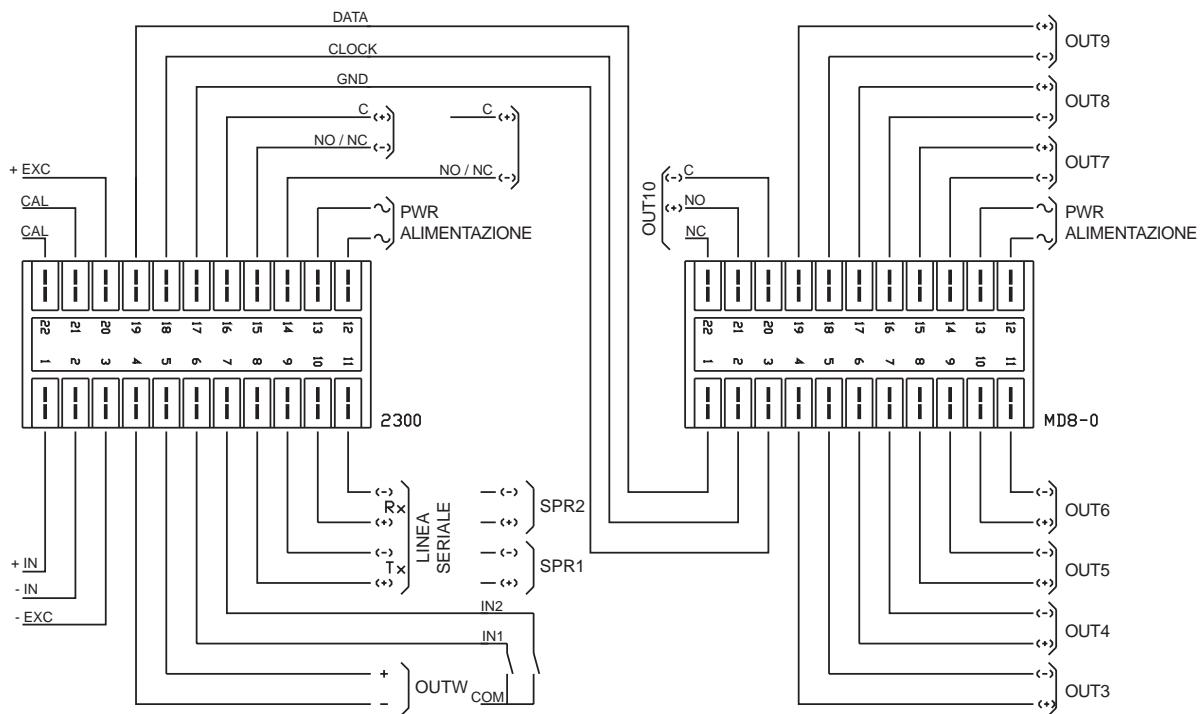 DATA
OUT9
(+)
(-)
CLOCK
GND
OUT8
(+)
(-)
C (+)
NO / NC (-)
C (+)
NO / NC (-)
OUT7
(+)
(-)
+ EXC
CAL
CAL
PWR
ALIMENTAZIONE
OUT10
(-) C
(+) NO
NC
PWR
ALIMENTAZIONE
22 21 20 19 18 17 16 15 14 13 12
1 2 3 4 5 6 7 8 9 10 11
2300
22 21 20 19 18 17 16 15 14 13 12
1 2 3 4 5 6 7 8 9 10 11
MD8-0
(-)
Rx
(+)
(-)
Tx
(+)
LINEA
SERIALE
(-)
(+)
SPR2
(-)
(+)
SPR1
(-)
(+)
OUT6
(-)
(+)
OUT5
(-)
(+)
OUT4
(-)
(+)
OUT3
+ IN
- IN
- EXC
IN2
IN1
+
-
OUTW
COM